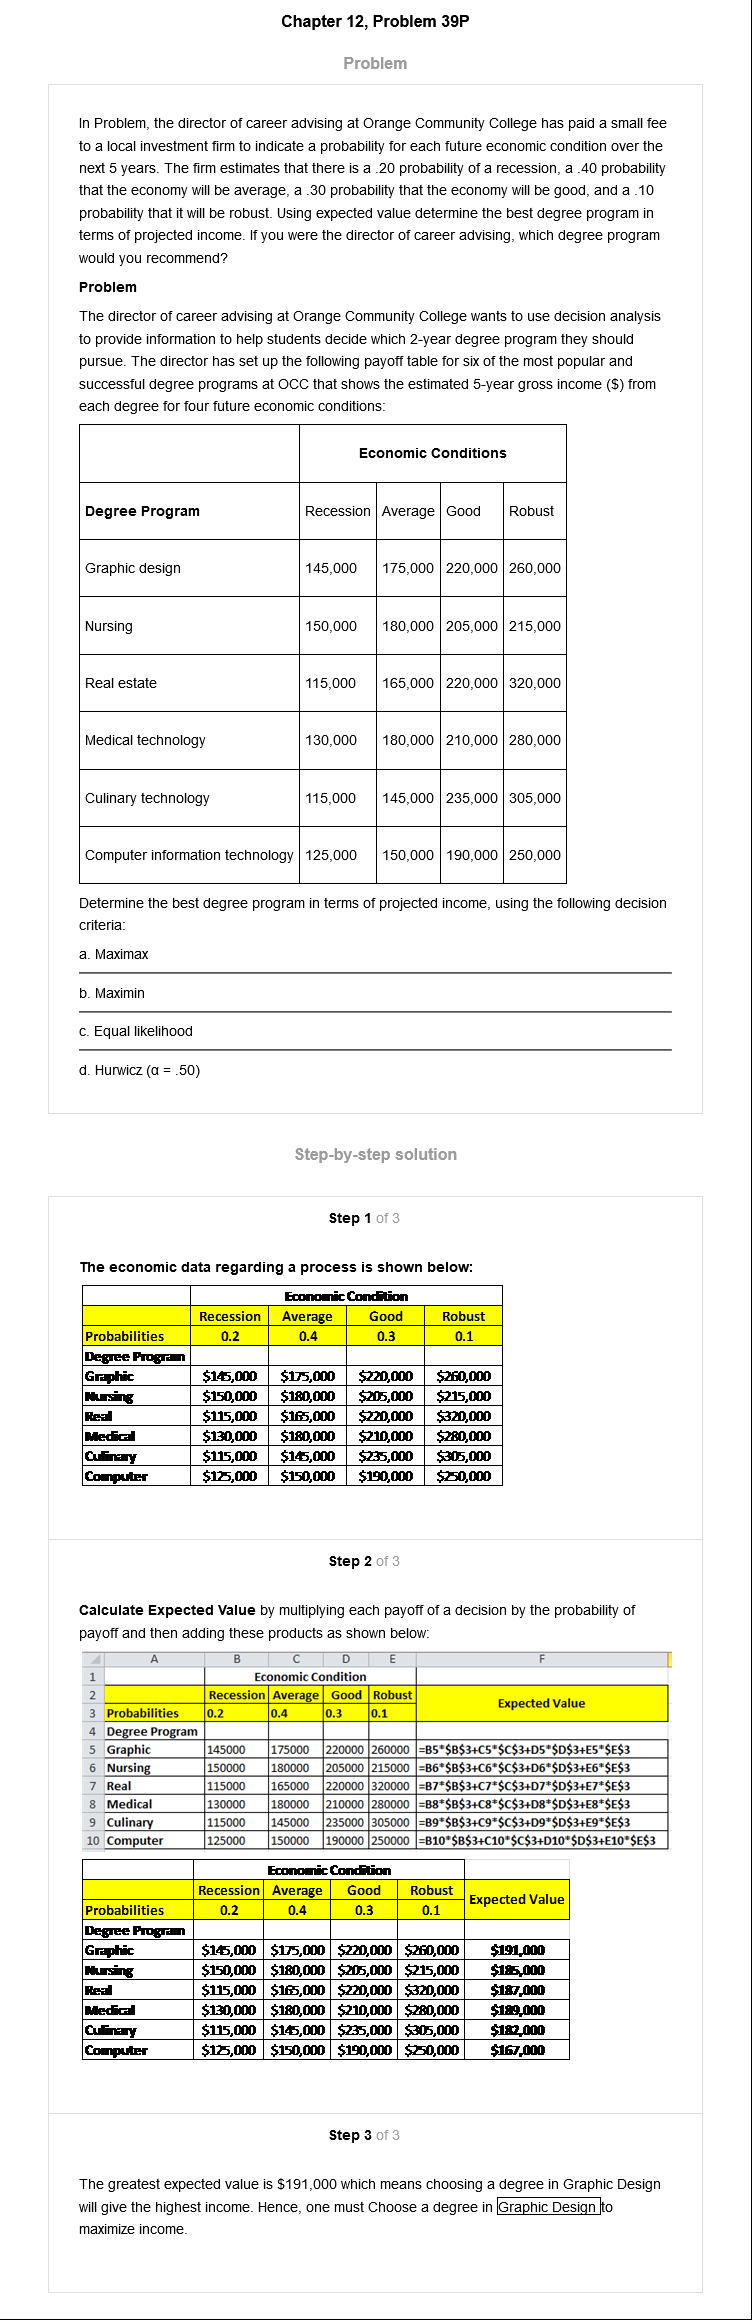 Chapter 12, Problem 39P
Problem
In Problem, the director of career advising at Orange Community College has paid a small fee
to a local investment firm to indicate a probability for each future economic condition over the
next 5 years. The firm estimates that there is a .20 probability of a recession, a .40 probability
that the economy will be average, a .30 probability that the economy will be good, and a .10
probability that it will be robust. Using expected value determine the best degree program in
terms of projected income. If you were the director of career advising, which degree program
would you recommend?
Problem
The director of career advising at Orange Community College wants to use decision analysis
to provide information to help students decide which 2-year degree program they should
pursue. The director has set up the following payoff table for six of the most popular and
successful degree programs at OCC that shows the estimated 5-year gross income ($) from
each degree for four future economic conditions:
Economic Conditions
Degree Program Recession Average Good Robust
Graphic design 145,000 175,000 220,000 260,000
Nursing 150,000 180,000 205,000 215,000
Real estate 115,000 165,000 220,000 320,000
Medical technology 130,000 180,000 210,000 280,000
Culinary technology 115,000 145,000 235,000 305,000
Computer information technology 125,000 150,000 190,000 250,000
Determine the best degree program in terms of projected income, using the following decision
criteria:
a. Maximax
b. Maximin
c. Equal likelihood
d. Hurwicz (α = .50)
Step-by-step solution
Step 1 of 3
The economic data regarding a process is shown below:
Economic Condition
Recession Average Good Robust
Probabilities 0.2 0.4 0.3 0.1
Degree Program
Graphic $145,000 $175,000 $220,000 $260,000
Nursing $150,000 $180,000 $205,000 $215,000
Real $115,000 $165,000 $220,000 $320,000
Medical $130,000 $180,000 $210,000 $280,000
Culinary $115,000 $145,000 $235,000 $305,000
Computer $125,000 $150,000 $190,000 $250,000
Step 2 of 3
Calculate Expected Value by multiplying each payoff of a decision by the probability of
payoff and then adding these products as shown below:
A B C D E F
1 Economic Condition
2 Recession Average Good Robust Expected Value
3 Probabilities 0.2 0.4 0.3 0.1
4 Degree Program
5 Graphic 145000 175000 220000 260000 =B5*$B$3+C5*$C$3+D5*$D$3+E5*$E$3
6 Nursing 150000 180000 205000 215000 =B6*$B$3+C6*$C$3+D6*$D$3+E6*$E$3
7 Real 115000 165000 220000 320000 =B7*$B$3+C7*$C$3+D7*$D$3+E7*$E$3
8 Medical 130000 180000 210000 280000 =B8*$B$3+C8*$C$3+D8*$D$3+E8*$E$3
9 Culinary 115000 145000 235000 305000 =B9*$B$3+C9*$C$3+D9*$D$3+E9*$E$3
10 Computer 125000 150000 190000 250000 =B10*$B$3+C10*$C$3+D10*$D$3+E10*$E$3
Economic Condition
Recession Average Good Robust Expected Value
Probabilities 0.2 0.4 0.3 0.1
Degree Program
Graphic $145,000 $175,000 $220,000 $260,000 $191,000
Nursing $150,000 $180,000 $205,000 $215,000 $185,000
Real $115,000 $165,000 $220,000 $320,000 $187,000
Medical $130,000 $180,000 $210,000 $280,000 $189,000
Culinary $115,000 $145,000 $235,000 $305,000 $182,000
Computer $125,000 $150,000 $190,000 $250,000 $167,000
Step 3 of 3
The greatest expected value is $191,000 which means choosing a degree in Graphic Design
will give the highest income. Hence, one must Choose a degree in Graphic Design to
maximize income.